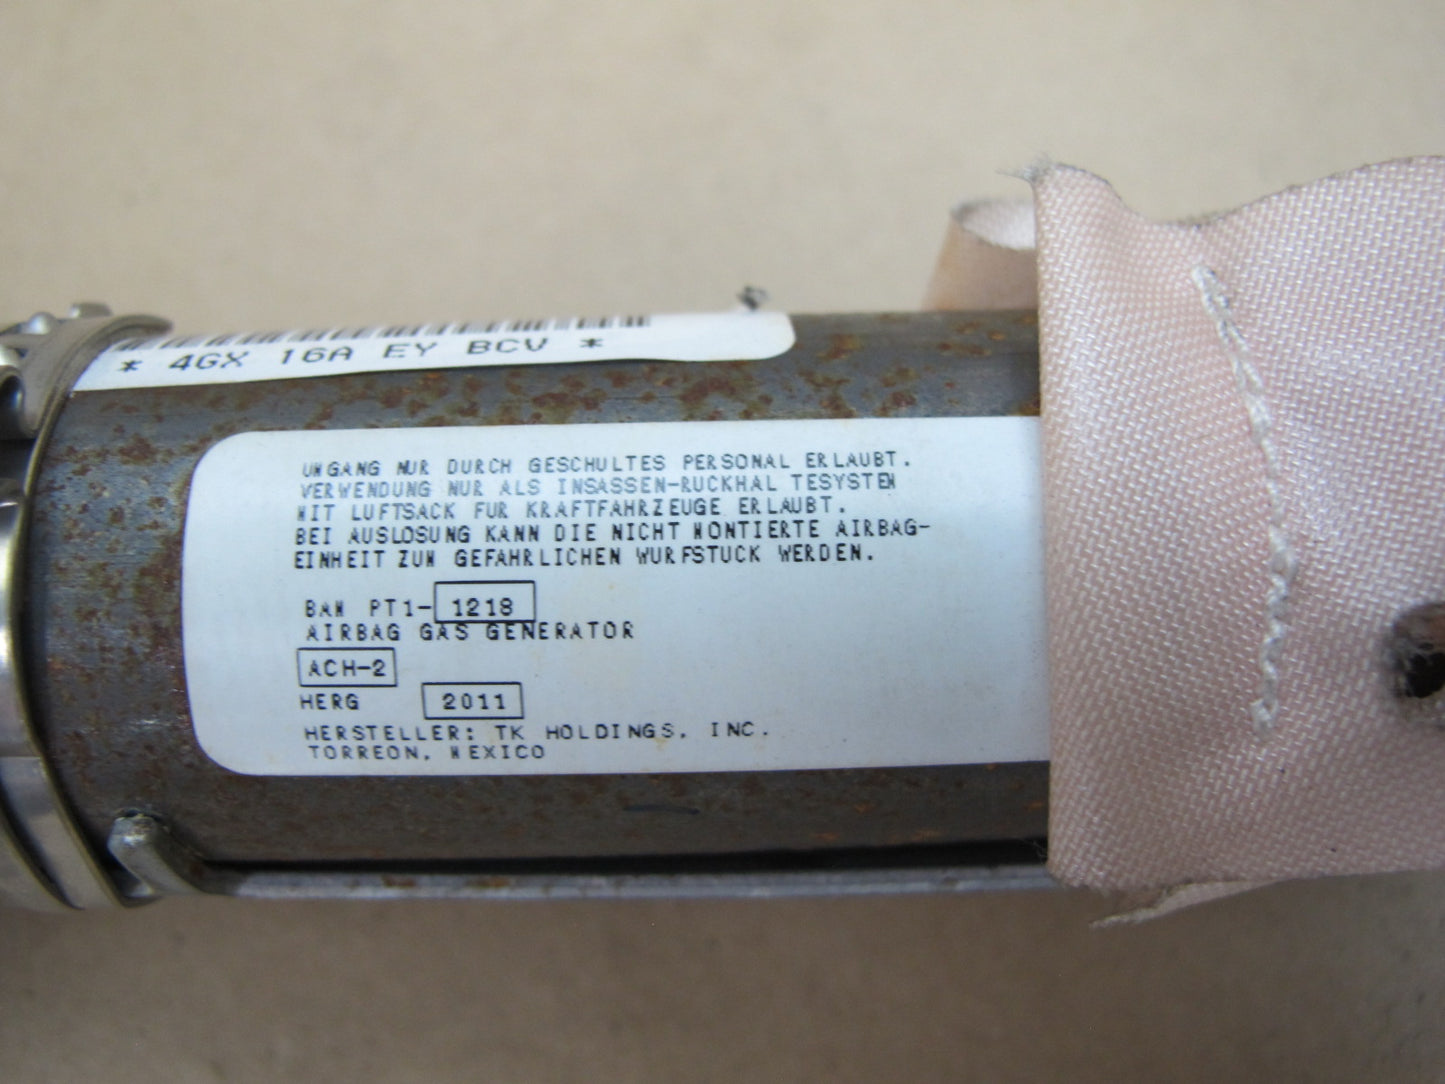 * 4GX 16A EY BCV *
UMGANG NUR DURCH GESCHULTES PERSONAL ERLAUBT.
VERWENDUNG NUR ALS INSASSEN-RUCKHALTESYSTEM
MIT LUFTSACK FUR KRAFTFAHRZEUGE ERLAUBT.
BEI AUSLOSUNG KANN DIE NICHT MONTIERTE AIRBAG-
EINHEIT ZUM GEFAHRLICHEN WURFSTUCK WERDEN.
BAM PT1-1218
AIRBAG GAS GENERATOR
ACH-2
HERG 2011
HERSTELLER: TK HOLDINGS, INC.
TORREON, MEXICO